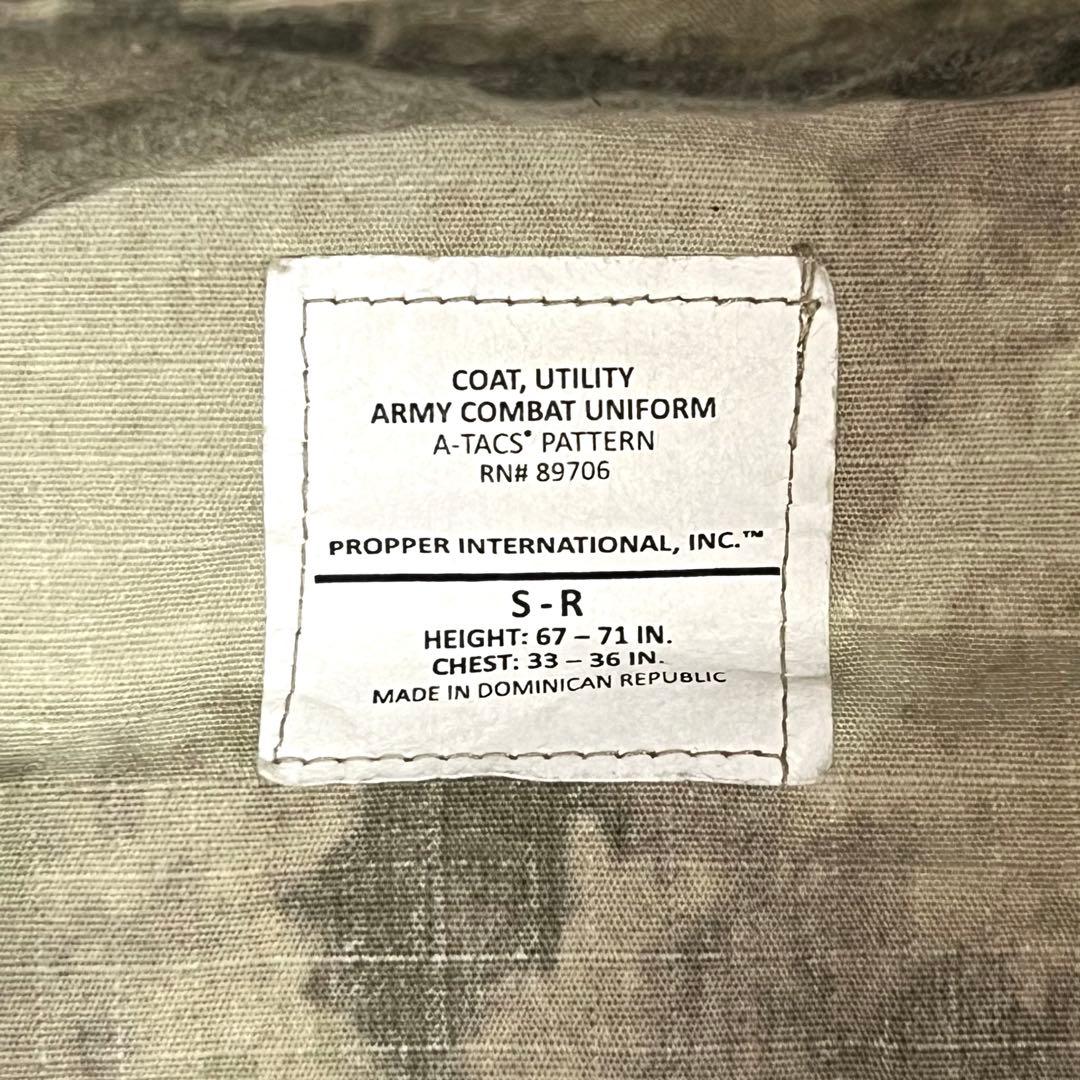 COAT, UTILITY
ARMY COMBAT UNIFORM
A-TACS® PATTERN
RN# 89706
PROPPER INTERNATIONAL, INC.™
S - R
HEIGHT: 67 – 71 IN.
CHEST: 33 – 36 IN.
MADE IN DOMINICAN REPUBLIC